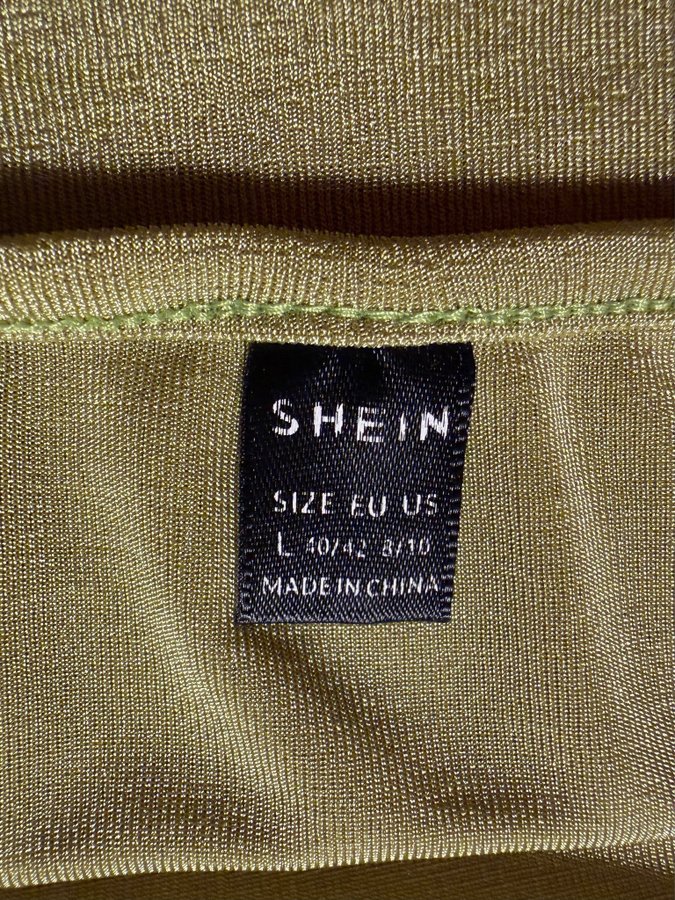 SHEIN
SIZE EU US
L 40/42 8/10
MADE IN CHINA